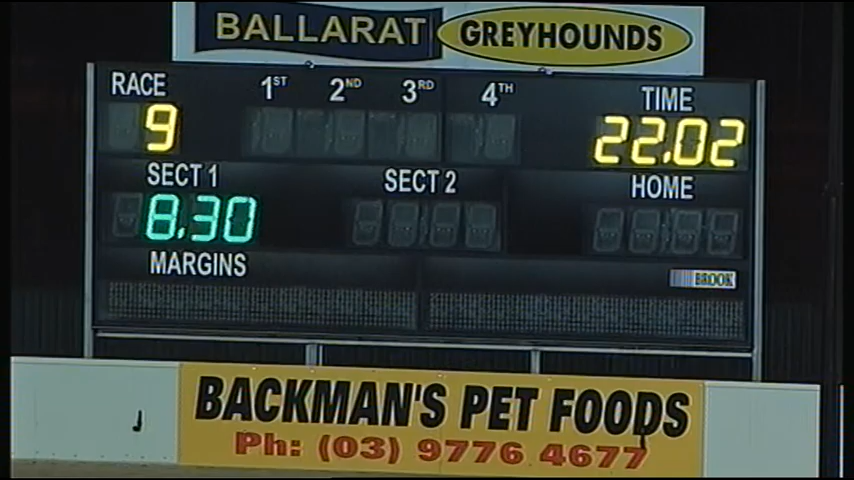 BALLARAT GREYHOUNDS
RACE 1ST 2ND 3RD 4TH TIME
9 22.02
SECT 1 SECT 2 HOME
8.30
MARGINS
BROOK
BACKMAN'S PET FOODS
Ph: (03) 9776 4677